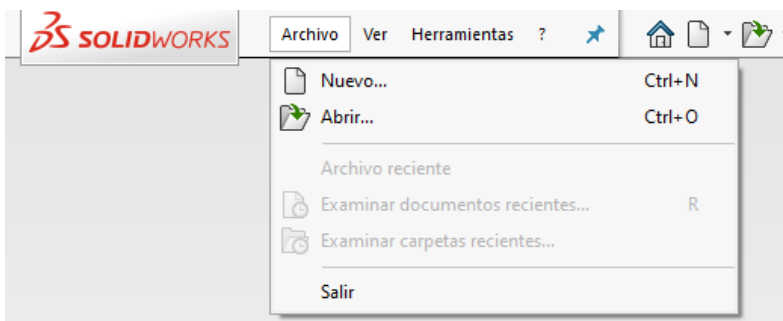 SOLIDWORKS Archivo Ver Herramientas ?
Nuevo... Ctrl+N
Abrir... Ctrl+O
Archivo reciente
Examinar documentos recientes... R
Examinar carpetas recientes...
Salir